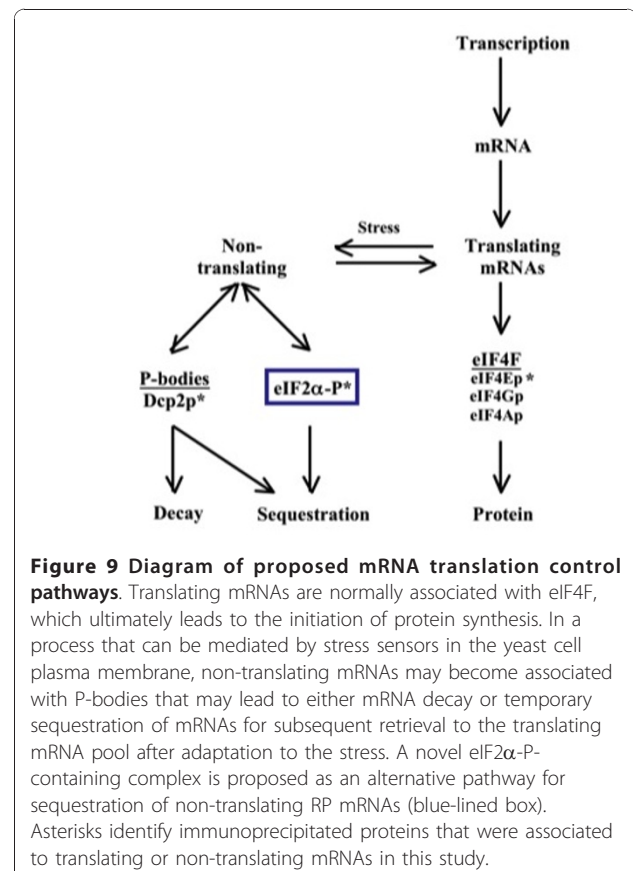 Transcription
mRNA
Stress
Non-
translating
Translating
mRNAs
P-bodies
Dcp2p*
eIF2α-P*
eIF4F
eIF4Ep*
eIF4Gp
eIF4Ap
Decay
Sequestration
Protein
Figure 9 Diagram of proposed mRNA translation control
pathways. Translating mRNAs are normally associated with eIF4F,
which ultimately leads to the initiation of protein synthesis. In a
process that can be mediated by stress sensors in the yeast cell
plasma membrane, non-translating mRNAs may become associated
with P-bodies that may lead to either mRNA decay or temporary
sequestration of mRNAs for subsequent retrieval to the translating
mRNA pool after adaptation to the stress. A novel eIF2α-P-
containing complex is proposed as an alternative pathway for
sequestration of non-translating RP mRNAs (blue-lined box).
Asterisks identify immunoprecipitated proteins that were associated
to translating or non-translating mRNAs in this study.